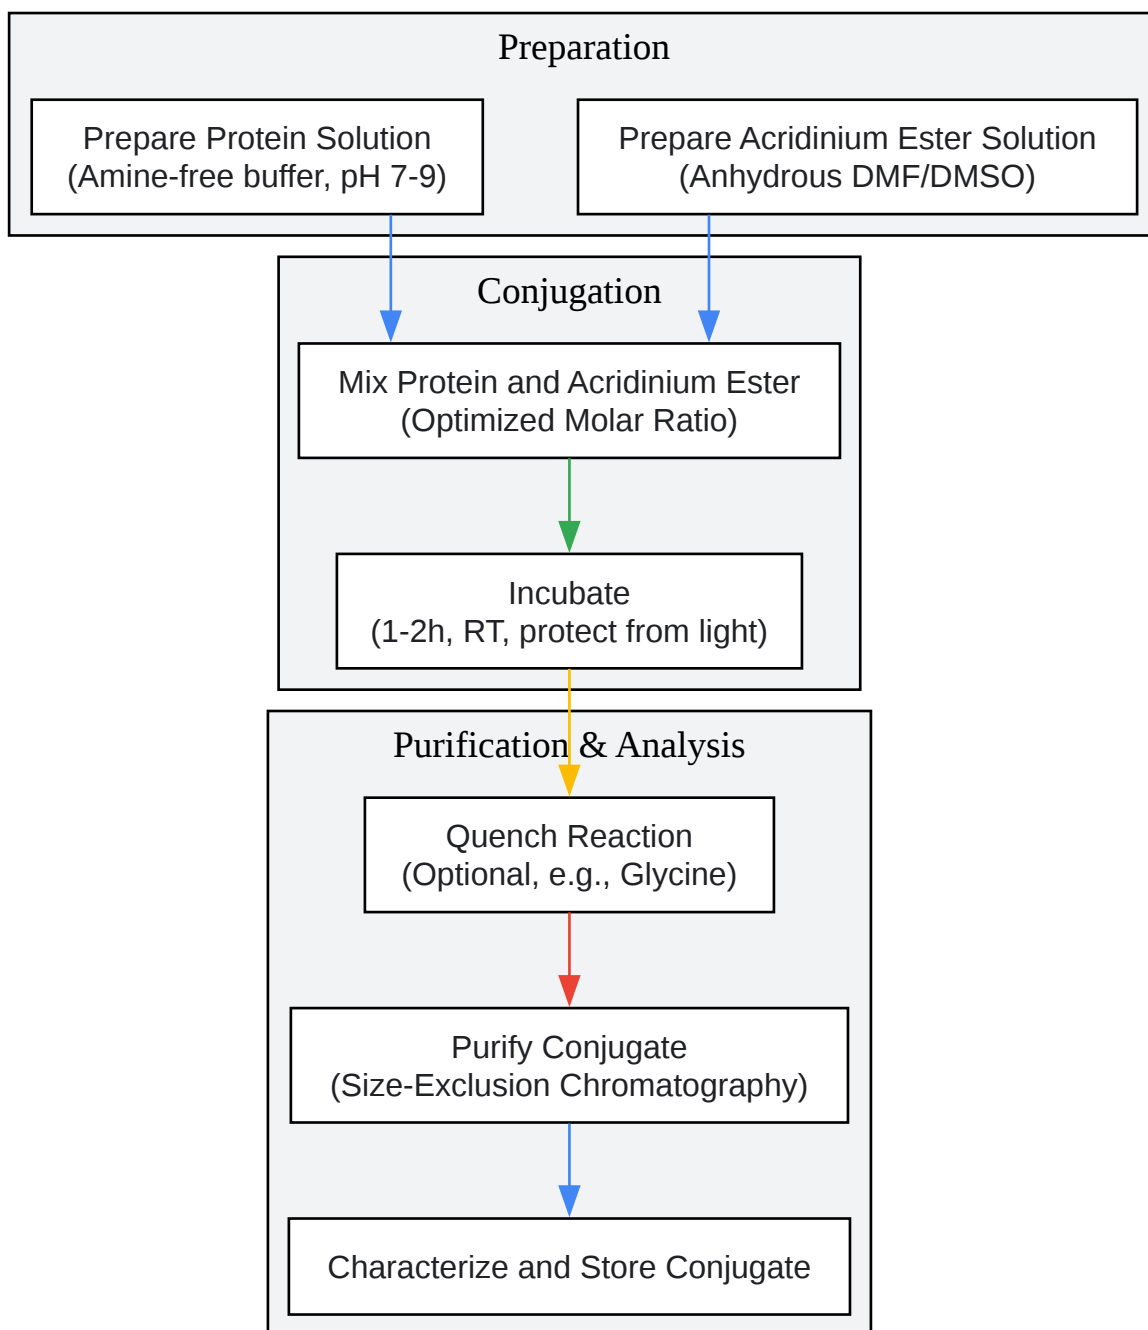 Preparation
Prepare Protein Solution
(Amine-free buffer, pH 7-9)
Prepare Acridinium Ester Solution
(Anhydrous DMF/DMSO)
Conjugation
Mix Protein and Acridinium Ester
(Optimized Molar Ratio)
Incubate
(1-2h, RT, protect from light)
Purification & Analysis
Quench Reaction
(Optional, e.g., Glycine)
Purify Conjugate
(Size-Exclusion Chromatography)
Characterize and Store Conjugate